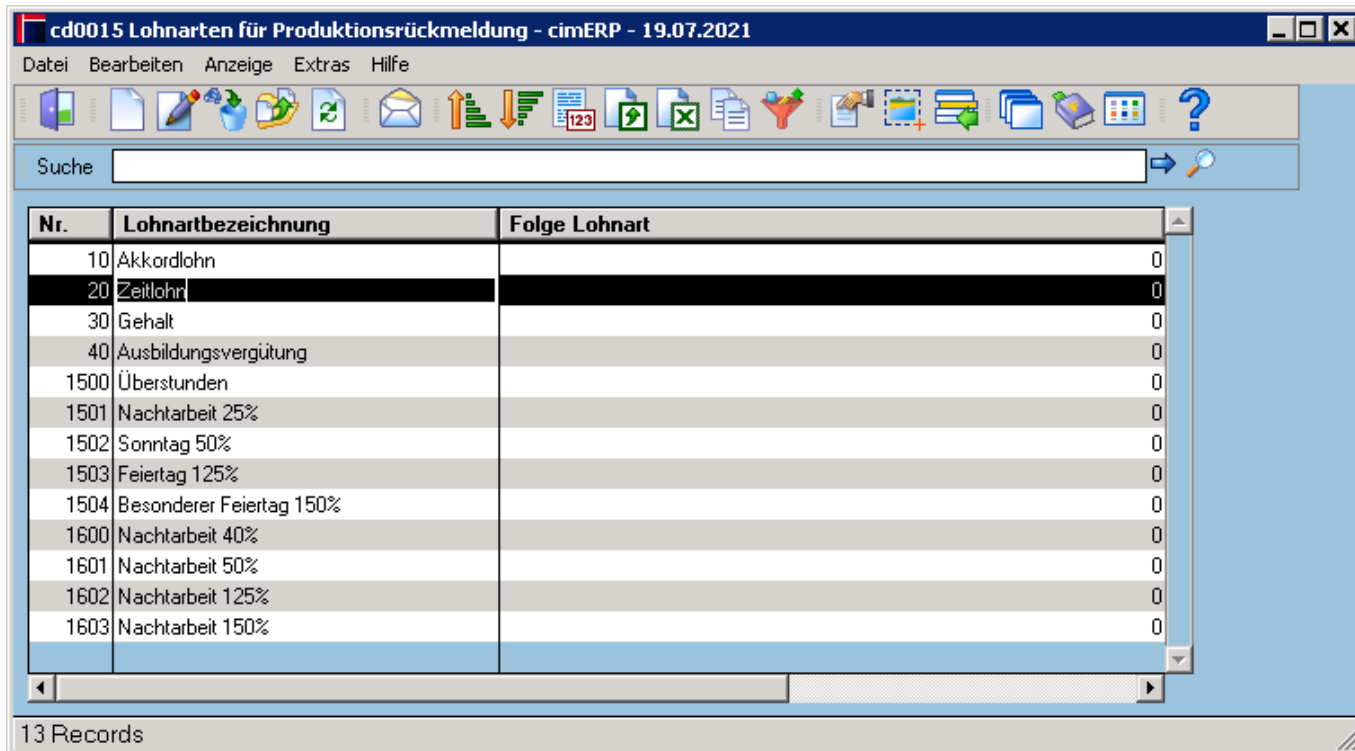 cd0015 Lohnarten für Produktionsrückmeldung - cimERP - 19.07.2021
Datei Bearbeiten Anzeige Extras Hilfe
123
Suche
Nr. Lohnartbezeichnung Folge Lohnart
10 Akkordlohn 0
20 Zeitlohn 0
30 Gehalt 0
40 Ausbildungsvergütung 0
1500 Überstunden 0
1501 Nachtarbeit 25% 0
1502 Sonntag 50% 0
1503 Feiertag 125% 0
1504 Besonderer Feiertag 150% 0
1600 Nachtarbeit 40% 0
1601 Nachtarbeit 50% 0
1602 Nachtarbeit 125% 0
1603 Nachtarbeit 150% 0
13 Records